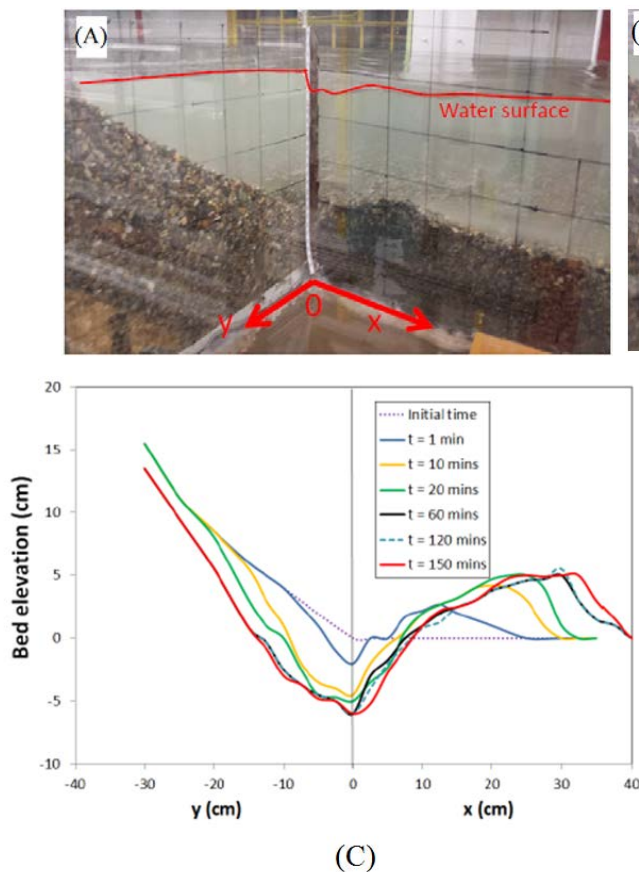 (A)
(
Water surface
y
0
x
20
15
10
5
0
-5
-10
Bed elevation (cm)
Initial time
t = 1 min
t = 10 mins
t = 20 mins
t = 60 mins
t = 120 mins
t = 150 mins
-40 -30 -20 -10 0 10 20 30 40
y (cm) x (cm)
(C)